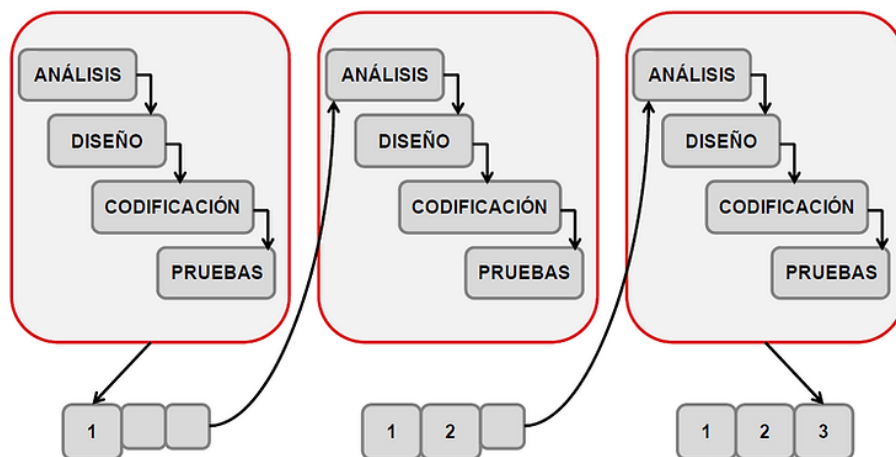 ANÁLISIS
DISEÑO
CODIFICACIÓN
PRUEBAS
ANÁLISIS
DISEÑO
CODIFICACIÓN
PRUEBAS
ANÁLISIS
DISEÑO
CODIFICACIÓN
PRUEBAS
1
1 2
1 2 3